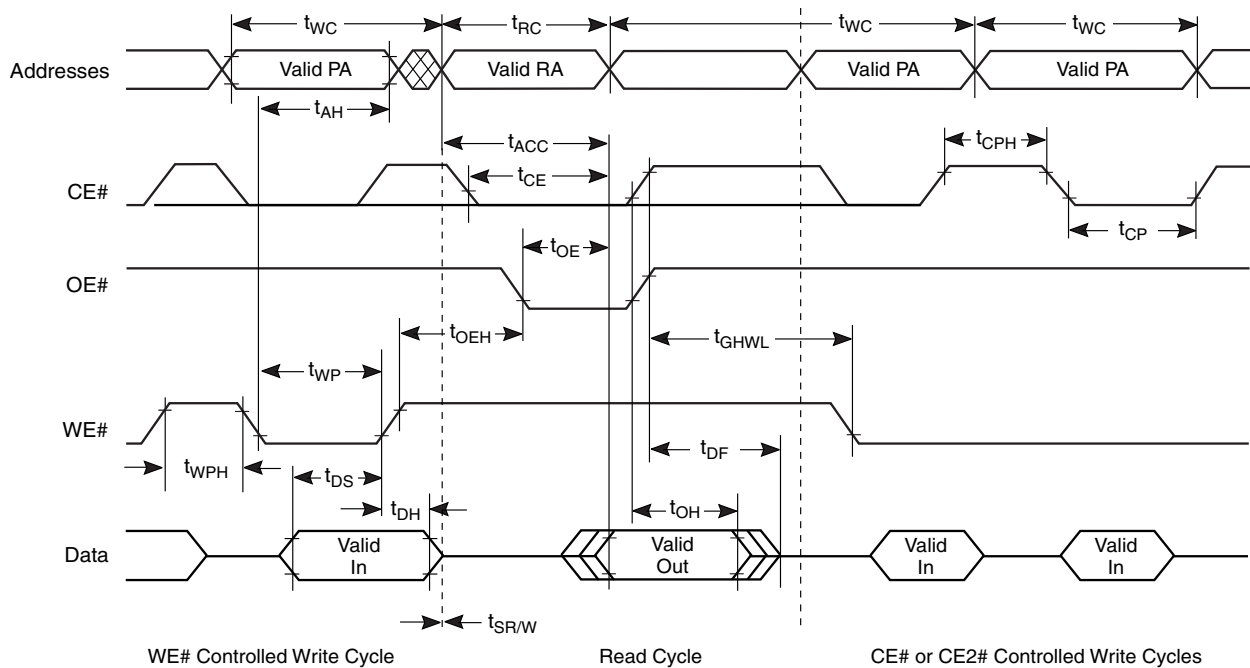 tWC tRC tWC tWC
Addresses Valid PA Valid RA Valid PA Valid PA
tAH
tACC tCPH
tCE
CE#
tOE tCP
OE#
tOEH tGHWL
tWP
WE#
tWPH tDS tDF
tDH tOH
Data Valid In Valid Out Valid In Valid In
tSR/W
WE# Controlled Write Cycle Read Cycle CE# or CE2# Controlled Write Cycles